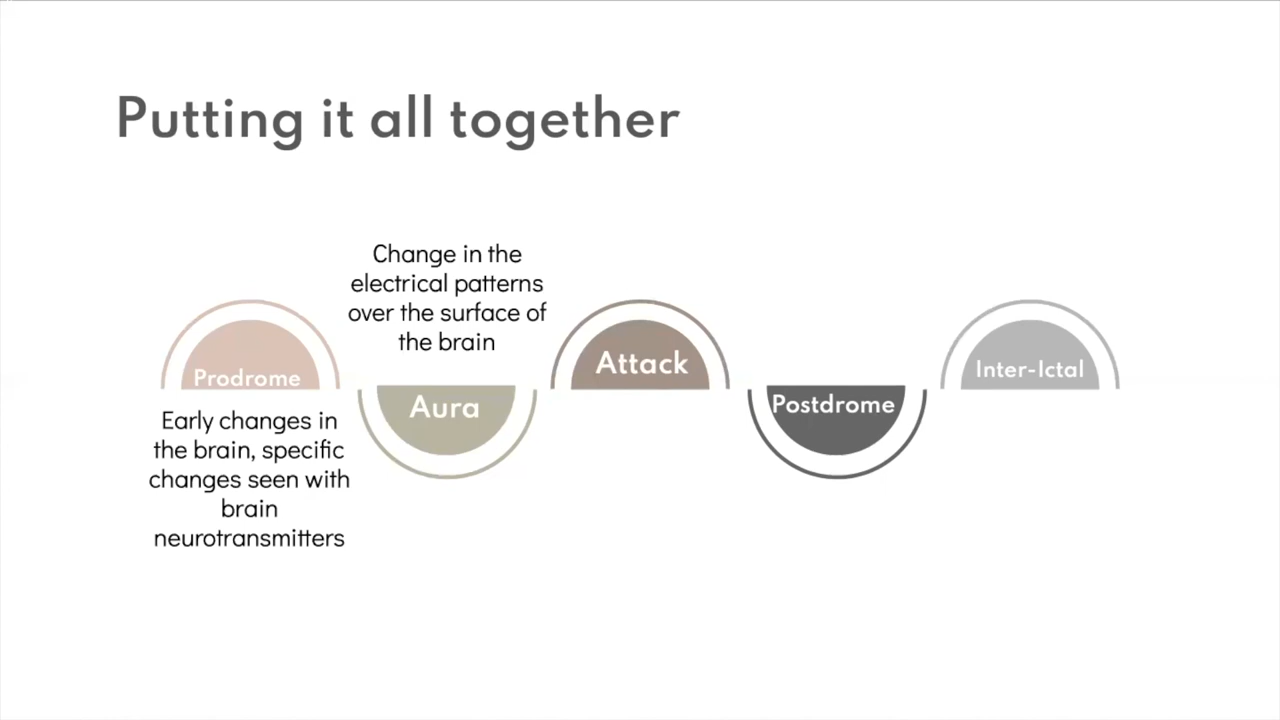 Putting it all together
Change in the
electrical patterns
over the surface of
the brain
Prodrome
Aura
Attack
Postdrome
Inter-Ictal
Early changes in
the brain, specific
changes seen with
brain
neurotransmitters